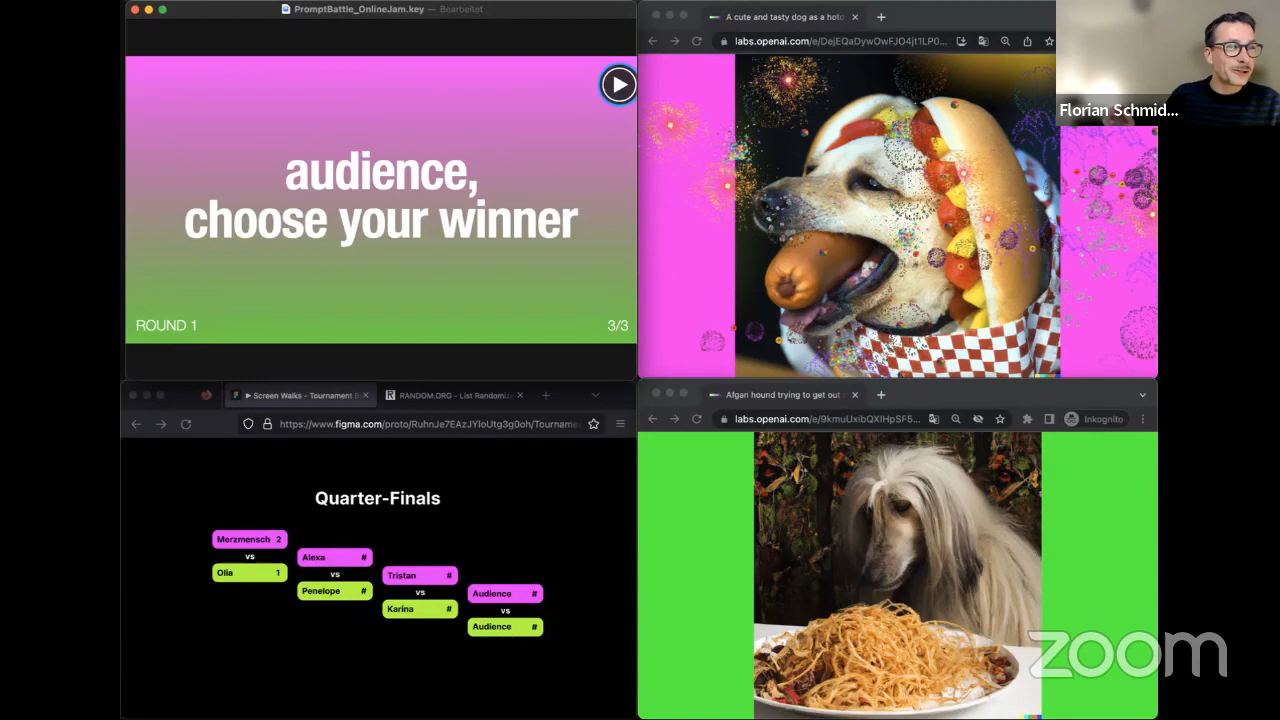 PromptBattle_OnlineJam.key — Bearbeitet
audience,
choose your winner
ROUND 1
3/3
A cute and tasty dog as a hotd
labs.openai.com/e/DejEQaDywOwFJO4jt1LP0...
Florian Schmid...
▶ Screen Walks - Tournament B
RANDOM.ORG - List Randomize
https://www.figma.com/proto/RuhnJe7EAzJYIoUtg3g0oh/Tourname
Quarter-Finals
Merzmensch 2
vs
Olia 1
Alexa #
vs
Penelope #
Tristan #
vs
Karina #
Audience #
vs
Audience #
Afgan hound trying to get out o
labs.openai.com/e/9kmuUxibQXIHpSF5...
Inkognito
zoom